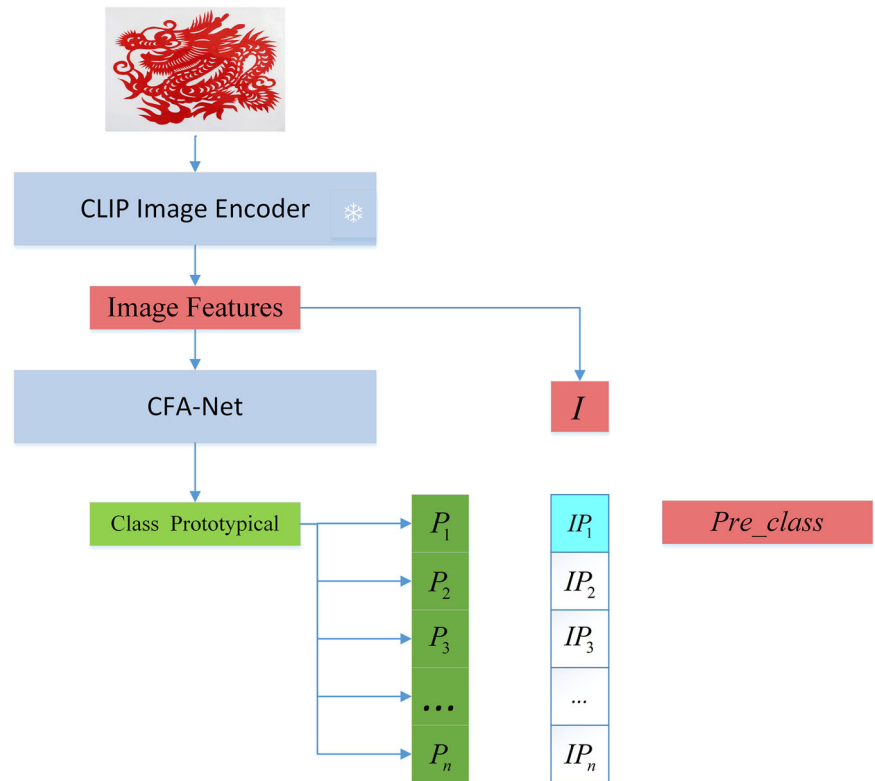 CLIP Image Encoder
Image Features
CFA-Net
I
Class Prototypical
P₁
IP₁
Pre_class
P₂
IP₂
P₃
IP₃
...
...
Pₙ
IPₙ